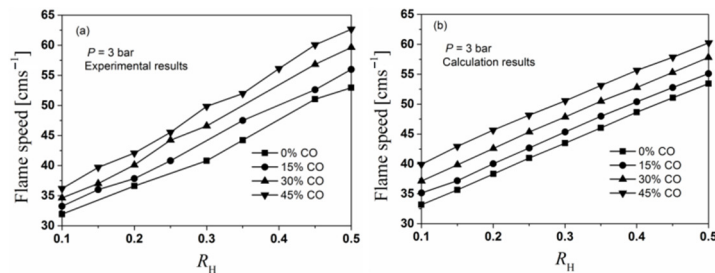 (a)
P = 3 bar
Experimental results
Flame speed [cms⁻¹]
65
60
55
50
45
40
35
30
0% CO
15% CO
30% CO
45% CO
0.1 0.2 0.3 0.4 0.5
R_H
(b)
P = 3 bar
Calculation results
Flame speed [cms⁻¹]
65
60
55
50
45
40
35
30
0% CO
15% CO
30% CO
45% CO
0.1 0.2 0.3 0.4 0.5
R_H